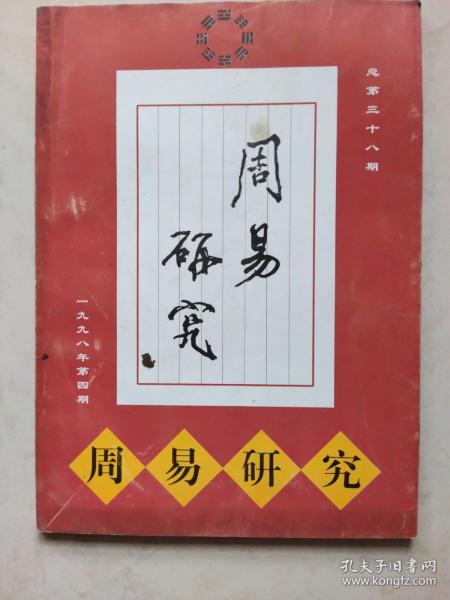 总第三十八期
周易
研究
一九九八年第四期
周易研究
孔夫子旧书网
www.kongfz.com